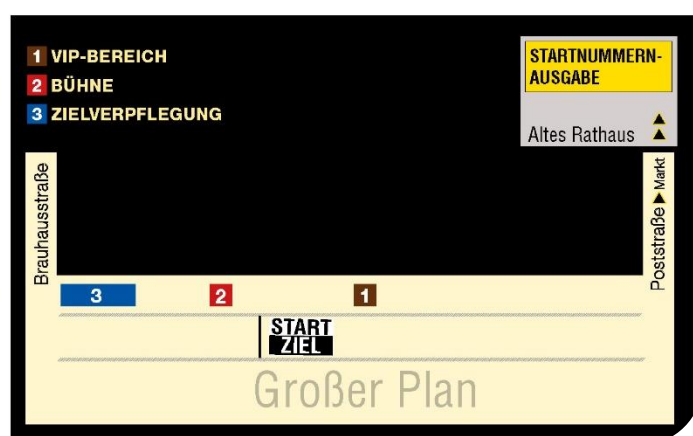 1 VIP-BEREICH
2 BÜHNE
3 ZIELVERPFLEGUNG
STARTNUMMERN-
AUSGABE
Altes Rathaus
Brauhausstraße
Poststraße ▲ Markt
3 2 1
START
ZIEL
Großer Plan